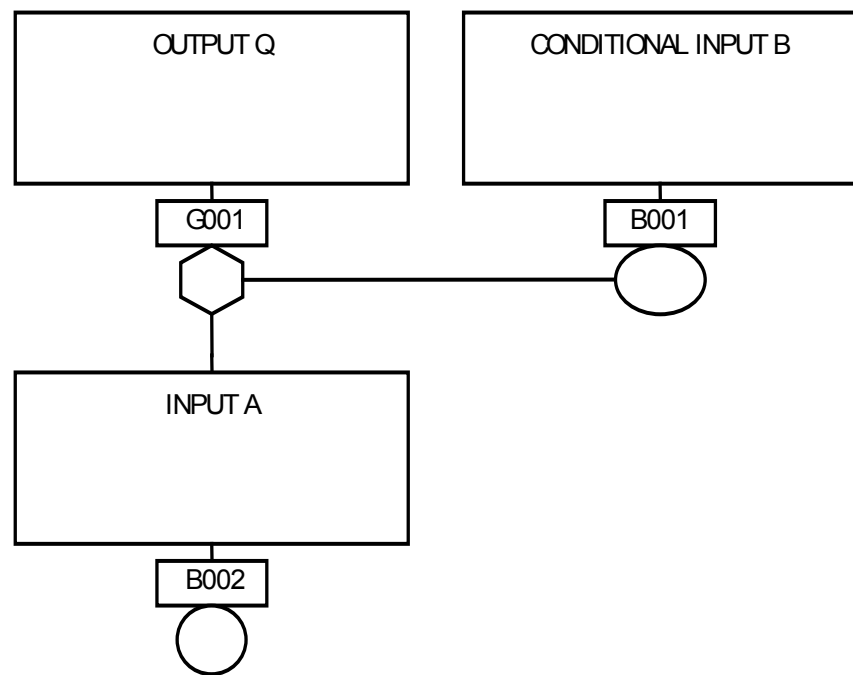 OUTPUT Q
CONDITIONAL INPUT B
G001
B001
INPUT A
B002